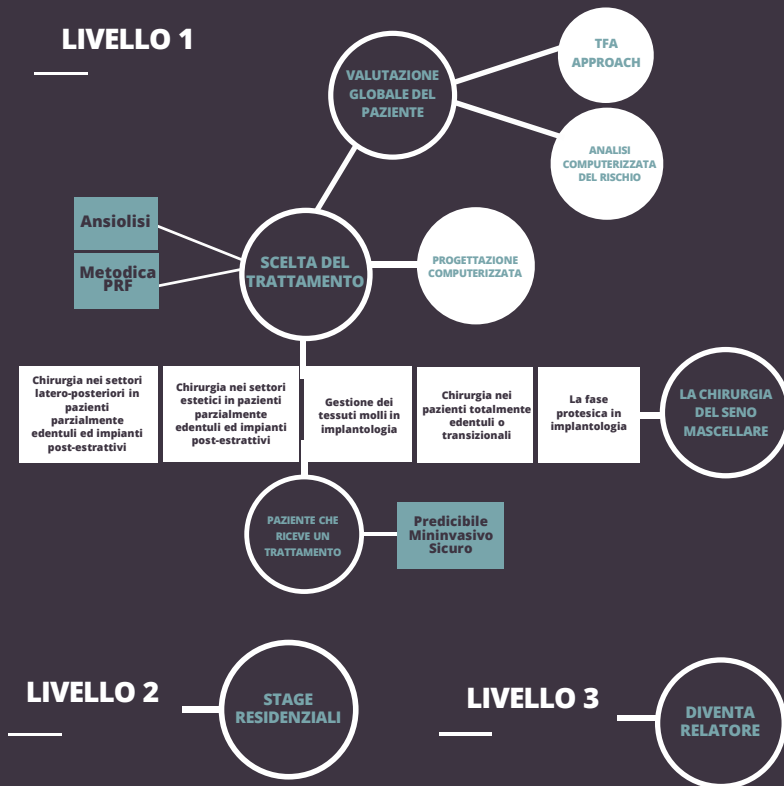 LIVELLO 1
VALUTAZIONE
GLOBALE DEL
PAZIENTE
TFA
APPROACH
ANALISI
COMPUTERIZZATA
DEL RISCHIO
Ansiolisi
Metodica
PRF
SCELTA DEL
TRATTAMENTO
PROGETTAZIONE
COMPUTERIZZATA
Chirurgia nei settori
latero-posteriori in
pazienti
parzialmente
edentuli ed impianti
post-estrattivi
Chirurgia nei settori
estetici in pazienti
parzialmente
edentuli ed impianti
post-estrattivi
Gestione dei
tessuti molli in
implantologia
Chirurgia nei
pazienti totalmente
edentuli o
transizionali
La fase
protesica in
implantologia
LA CHIRURGIA
DEL SENO
MASCELLARE
PAZIENTE CHE
RICEVE UN
TRATTAMENTO
Predicibile
Mininvasivo
Sicuro
LIVELLO 2
STAGE
RESIDENZIALI
LIVELLO 3
DIVENTA
RELATORE